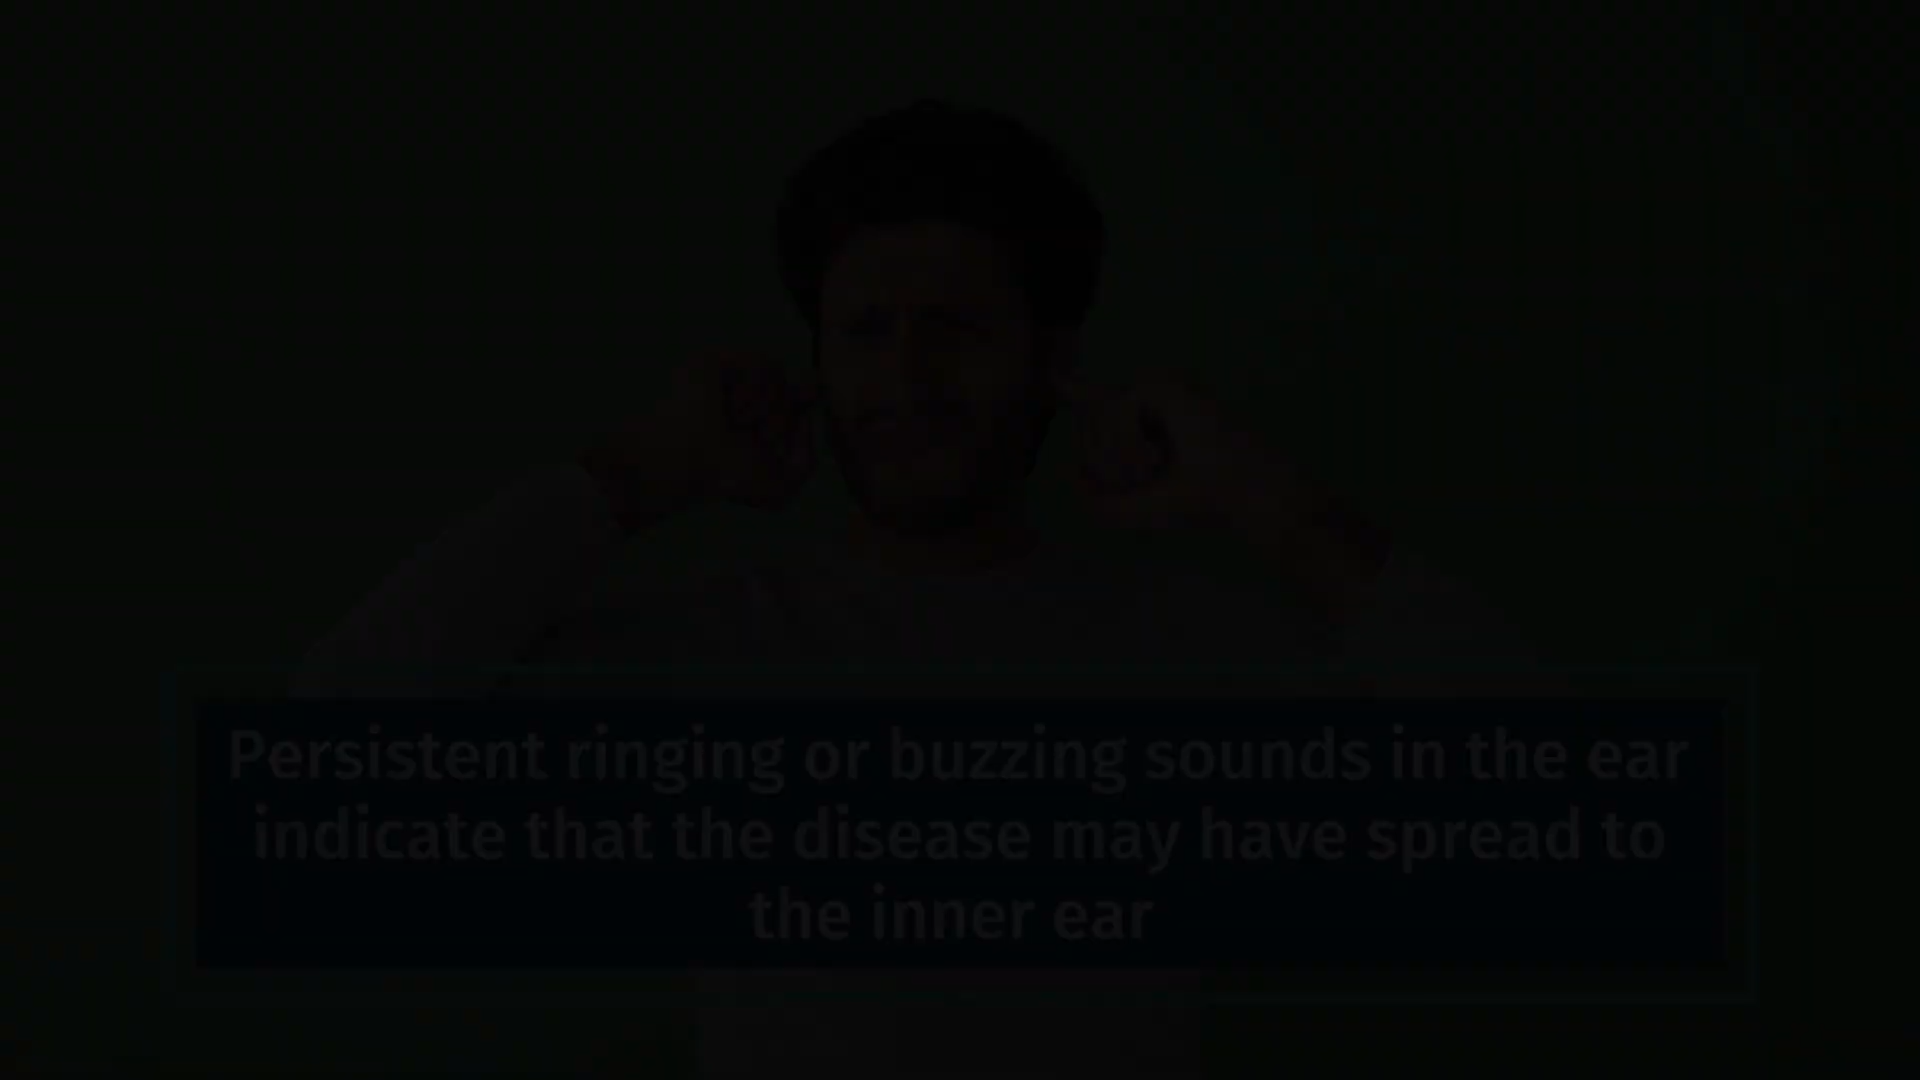 Persistent ringing or buzzing sounds in the ear
indicate that the disease may have spread to
the inner ear